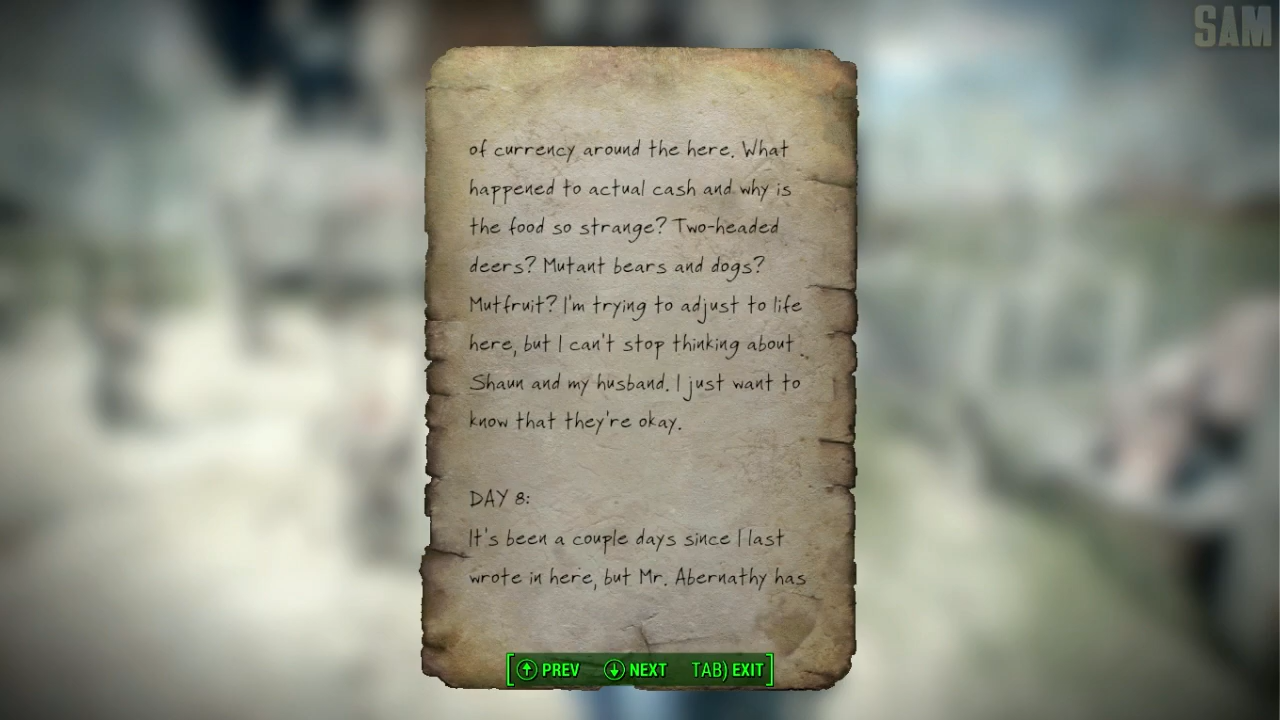 SAM
of currency around the here. What
happened to actual cash and why is
the food so strange? Two-headed
deers? Mutant bears and dogs?
Mutfruit? I'm trying to adjust to life
here, but I can't stop thinking about
Shaun and my husband. I just want to
know that they're okay.
DAY 8:
It's been a couple days since I last
wrote in here, but Mr. Abernathy has
PREV NEXT TAB) EXIT